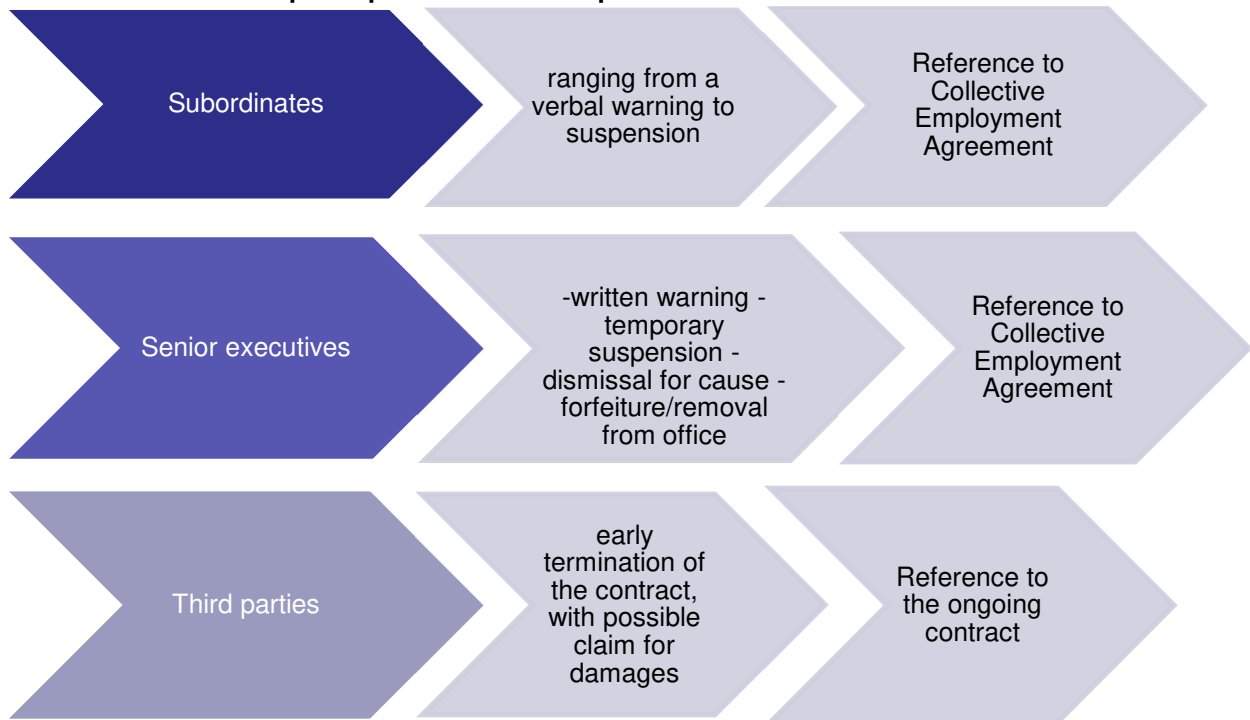 Subordinates
ranging from a
verbal warning to
suspension
Reference to
Collective
Employment
Agreement
Senior executives
-written warning -
temporary
suspension -
dismissal for cause -
forfeiture/removal
from office
Reference to
Collective
Employment
Agreement
Third parties
early
termination of
the contract,
with possible
claim for
damages
Reference to
the ongoing
contract